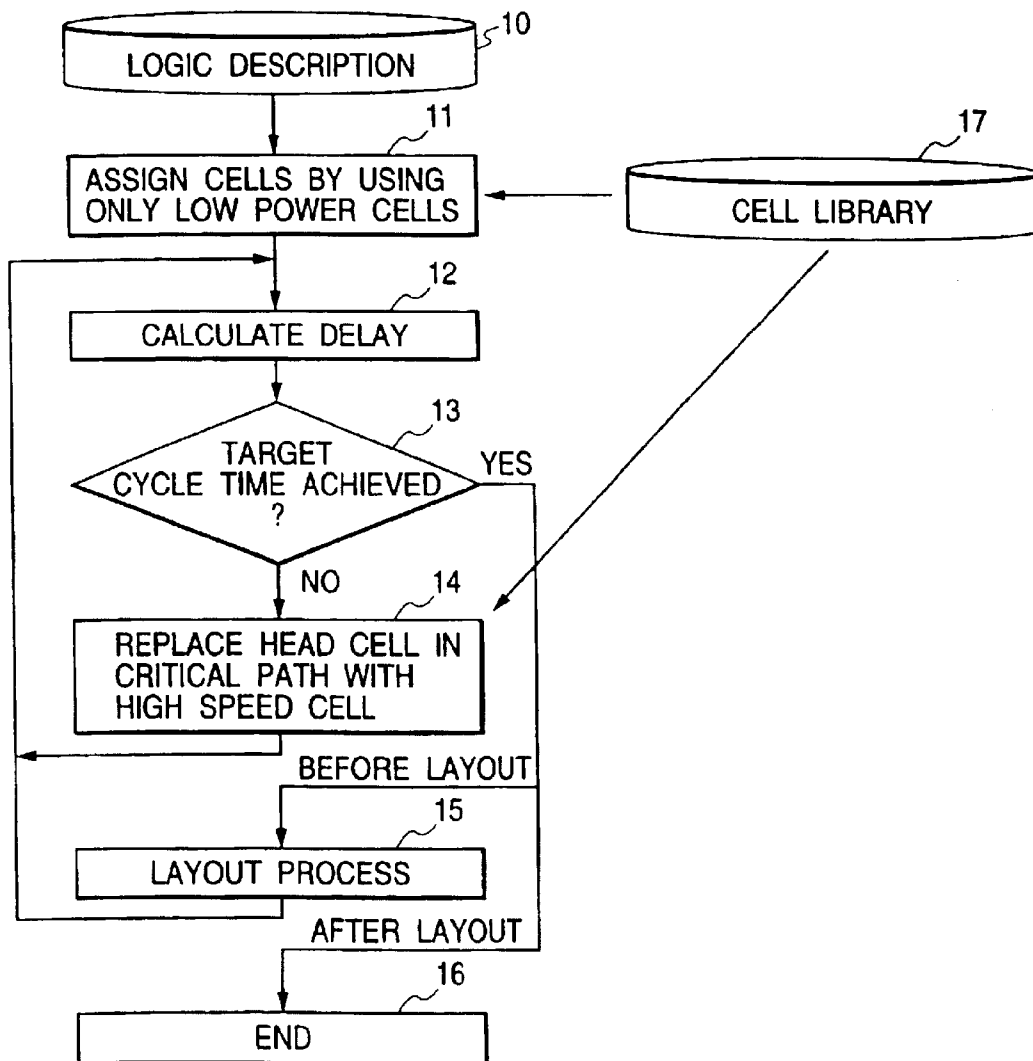 10
LOGIC DESCRIPTION
11
ASSIGN CELLS BY USING
ONLY LOW POWER CELLS
17
CELL LIBRARY
12
CALCULATE DELAY
13
TARGET
CYCLE TIME ACHIEVED
?
YES
NO
14
REPLACE HEAD CELL IN
CRITICAL PATH WITH
HIGH SPEED CELL
BEFORE LAYOUT
15
LAYOUT PROCESS
AFTER LAYOUT
16
END